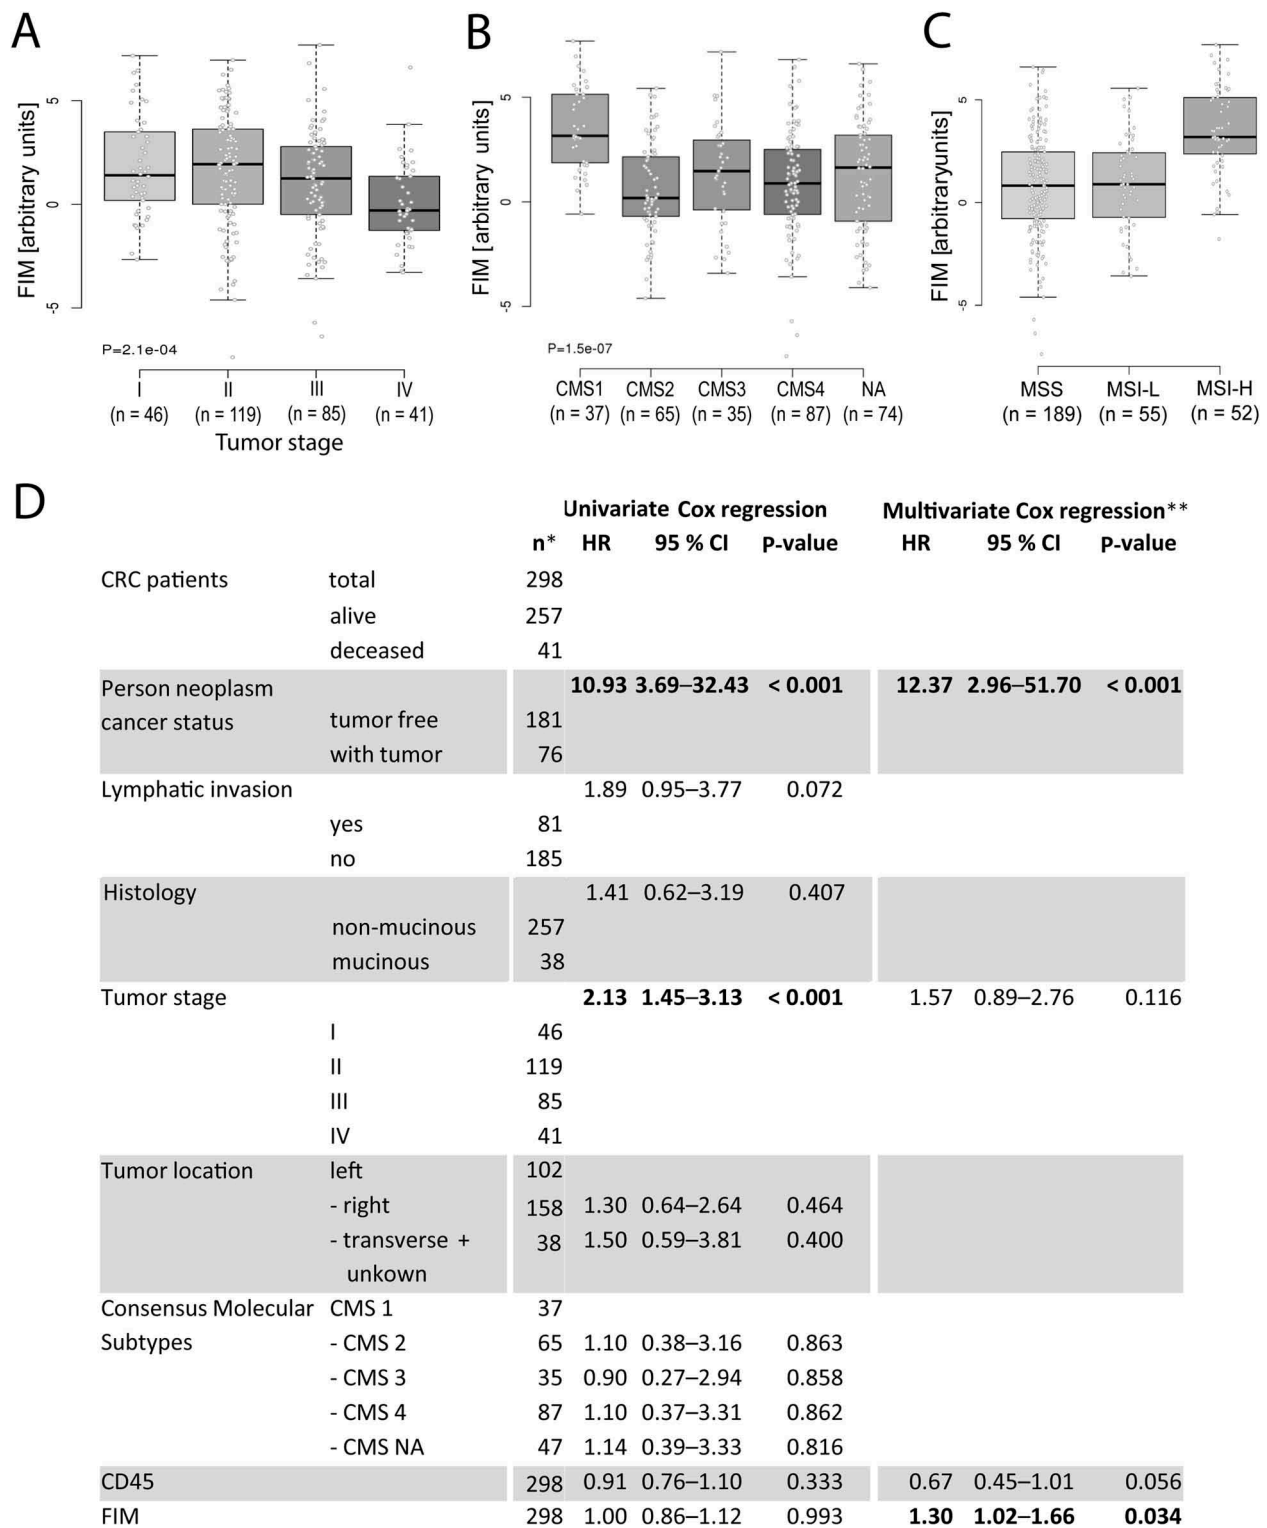 A
FIM [arbitrary units]
5
0
-5
P=2.1e-04
I II III IV
(n = 46) (n = 119) (n = 85) (n = 41)
Tumor stage
B
FIM [arbitrary units]
5
0
-5
P=1.5e-07
CMS1 CMS2 CMS3 CMS4 NA
(n = 37) (n = 65) (n = 35) (n = 87) (n = 74)
C
FIM [arbitraryunits]
5
0
-5
MSS MSI-L MSI-H
(n = 189) (n = 55) (n = 52)
D
Univariate Cox regression Multivariate Cox regression**
n* HR 95 % CI P-value HR 95 % CI P-value
CRC patients total 298
alive 257
deceased 41
Person neoplasm 10.93 3.69–32.43 < 0.001 12.37 2.96–51.70 < 0.001
cancer status tumor free 181
with tumor 76
Lymphatic invasion 1.89 0.95–3.77 0.072
yes 81
no 185
Histology 1.41 0.62–3.19 0.407
non-mucinous 257
mucinous 38
Tumor stage 2.13 1.45–3.13 < 0.001 1.57 0.89–2.76 0.116
I 46
II 119
III 85
IV 41
Tumor location left 102
- right 158 1.30 0.64–2.64 0.464
- transverse + 38 1.50 0.59–3.81 0.400
unkown
Consensus Molecular CMS 1 37
Subtypes - CMS 2 65 1.10 0.38–3.16 0.863
- CMS 3 35 0.90 0.27–2.94 0.858
- CMS 4 87 1.10 0.37–3.31 0.862
- CMS NA 47 1.14 0.39–3.33 0.816
CD45 298 0.91 0.76–1.10 0.333 0.67 0.45–1.01 0.056
FIM 298 1.00 0.86–1.12 0.993 1.30 1.02–1.66 0.034